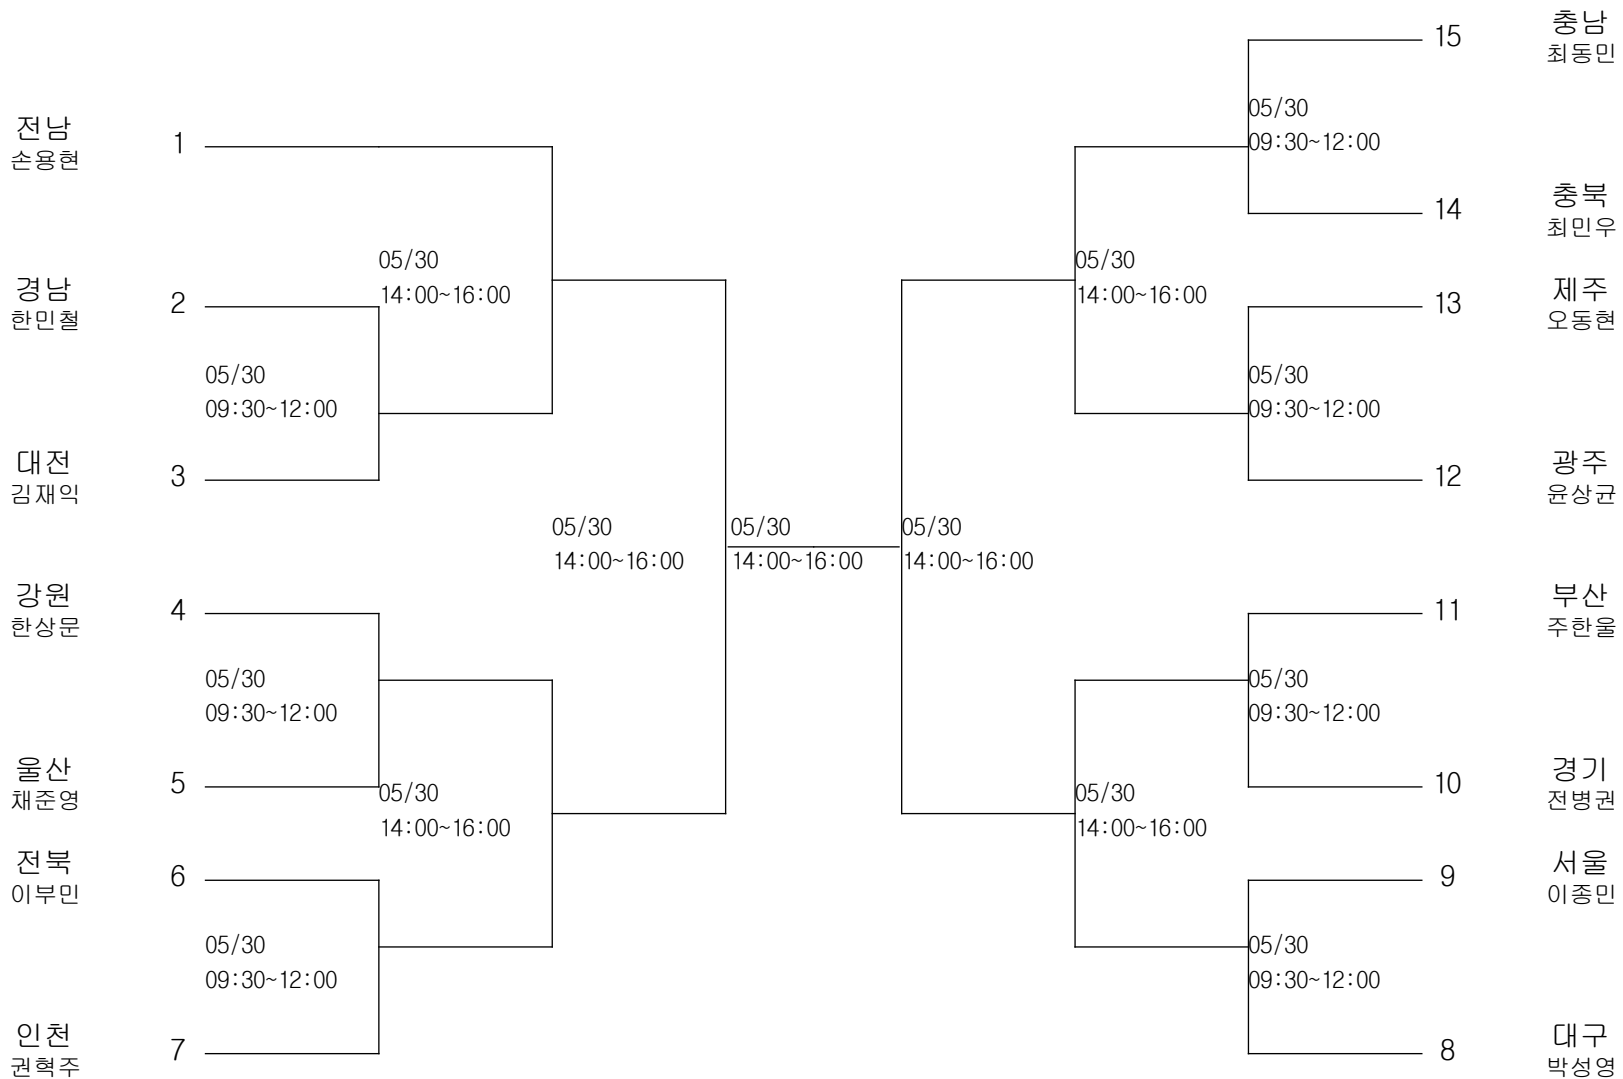 충남
15
최동민
05/30
09:30~12:00
전남
1
손용현
충북
14
최민우
05/30
14:00~16:00
05/30
14:00~16:00
경남
2
한민철
제주
13
오동현
05/30
09:30~12:00
05/30
09:30~12:00
대전
3
김재익
광주
12
윤상균
05/30
14:00~16:00
05/30
14:00~16:00
05/30
14:00~16:00
강원
4
한상문
부산
11
주한울
05/30
09:30~12:00
05/30
09:30~12:00
울산
5
채준영
경기
10
전병권
05/30
14:00~16:00
05/30
14:00~16:00
전북
6
이부민
서울
9
이종민
05/30
09:30~12:00
05/30
09:30~12:00
인천
7
권혁주
대구
8
박성영